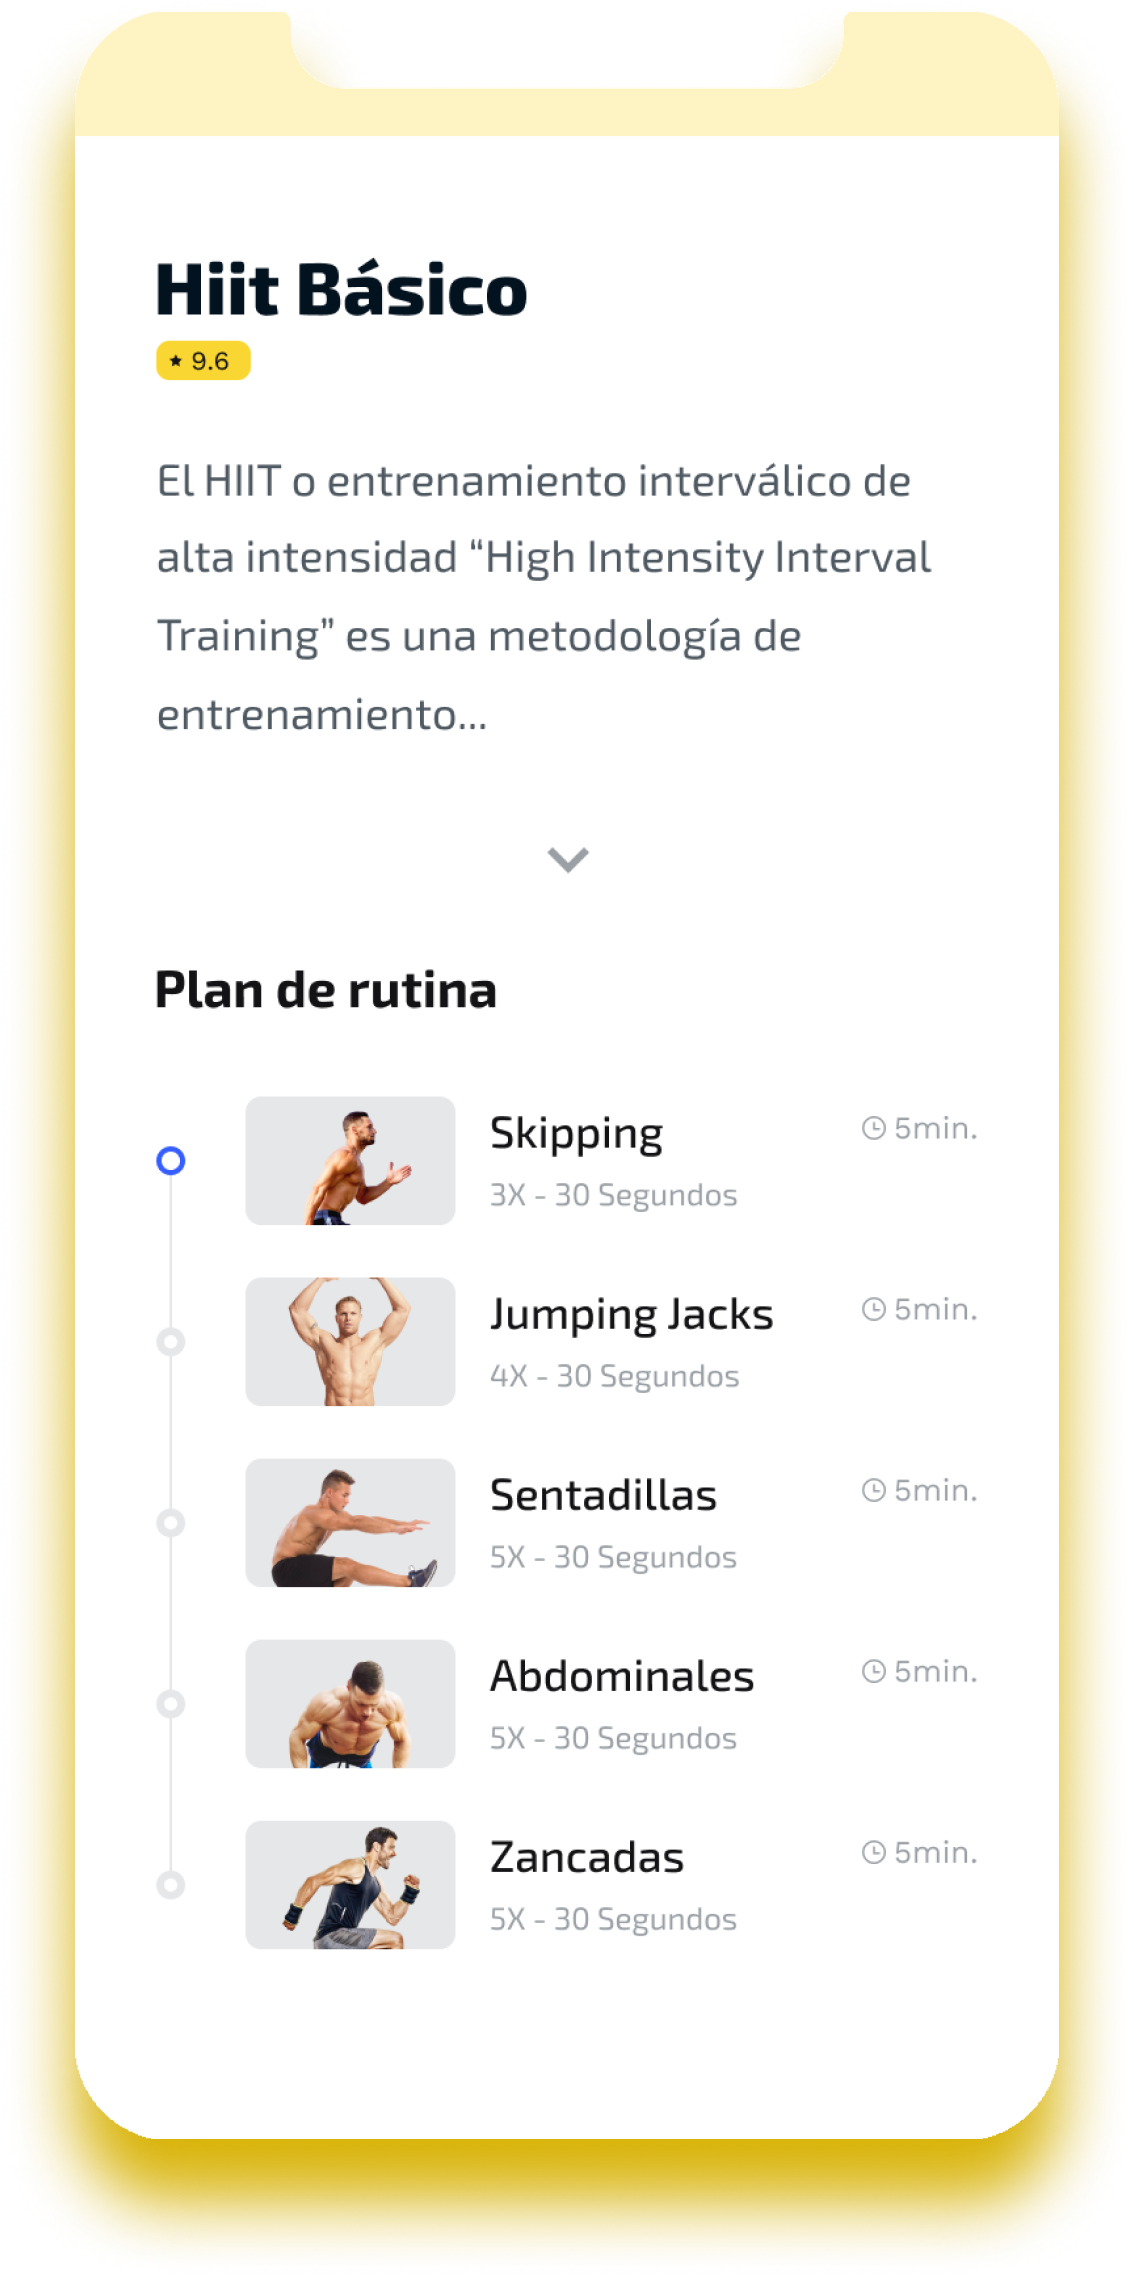 Hiit Básico
★ 9.6
El HIIT o entrenamiento interválico de
alta intensidad “High Intensity Interval
Training” es una metodología de
entrenamiento...
Plan de rutina
Skipping
5min.
3X - 30 Segundos
Jumping Jacks
5min.
4X - 30 Segundos
Sentadillas
5min.
5X - 30 Segundos
Abdominales
5min.
5X - 30 Segundos
Zancadas
5min.
5X - 30 Segundos